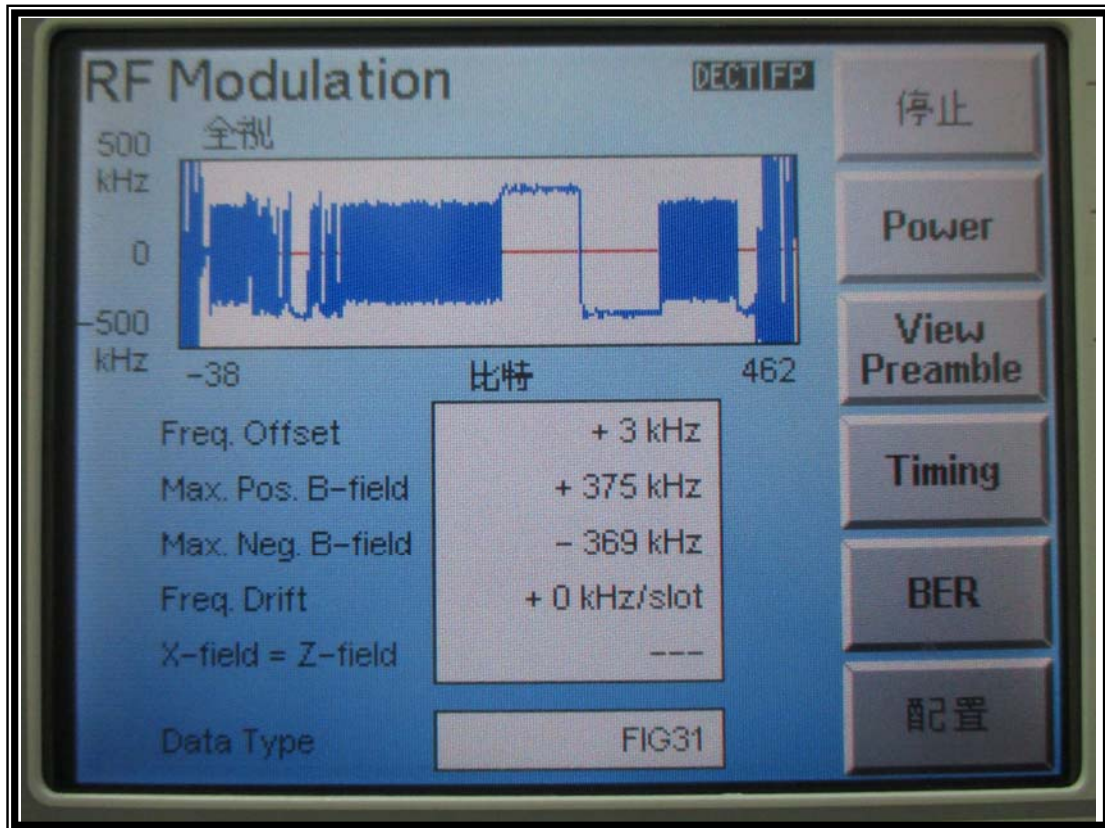 RF Modulation
DECT FP
全视
500
kHz
0
-500
kHz
-38
比特
462
Freq. Offset
+ 3 kHz
Max. Pos. B-field
+ 375 kHz
Max. Neg. B-field
- 369 kHz
Freq. Drift
+ 0 kHz/slot
X-field = Z-field
---
Data Type
FIG31
停止
Power
View
Preamble
Timing
BER
配置